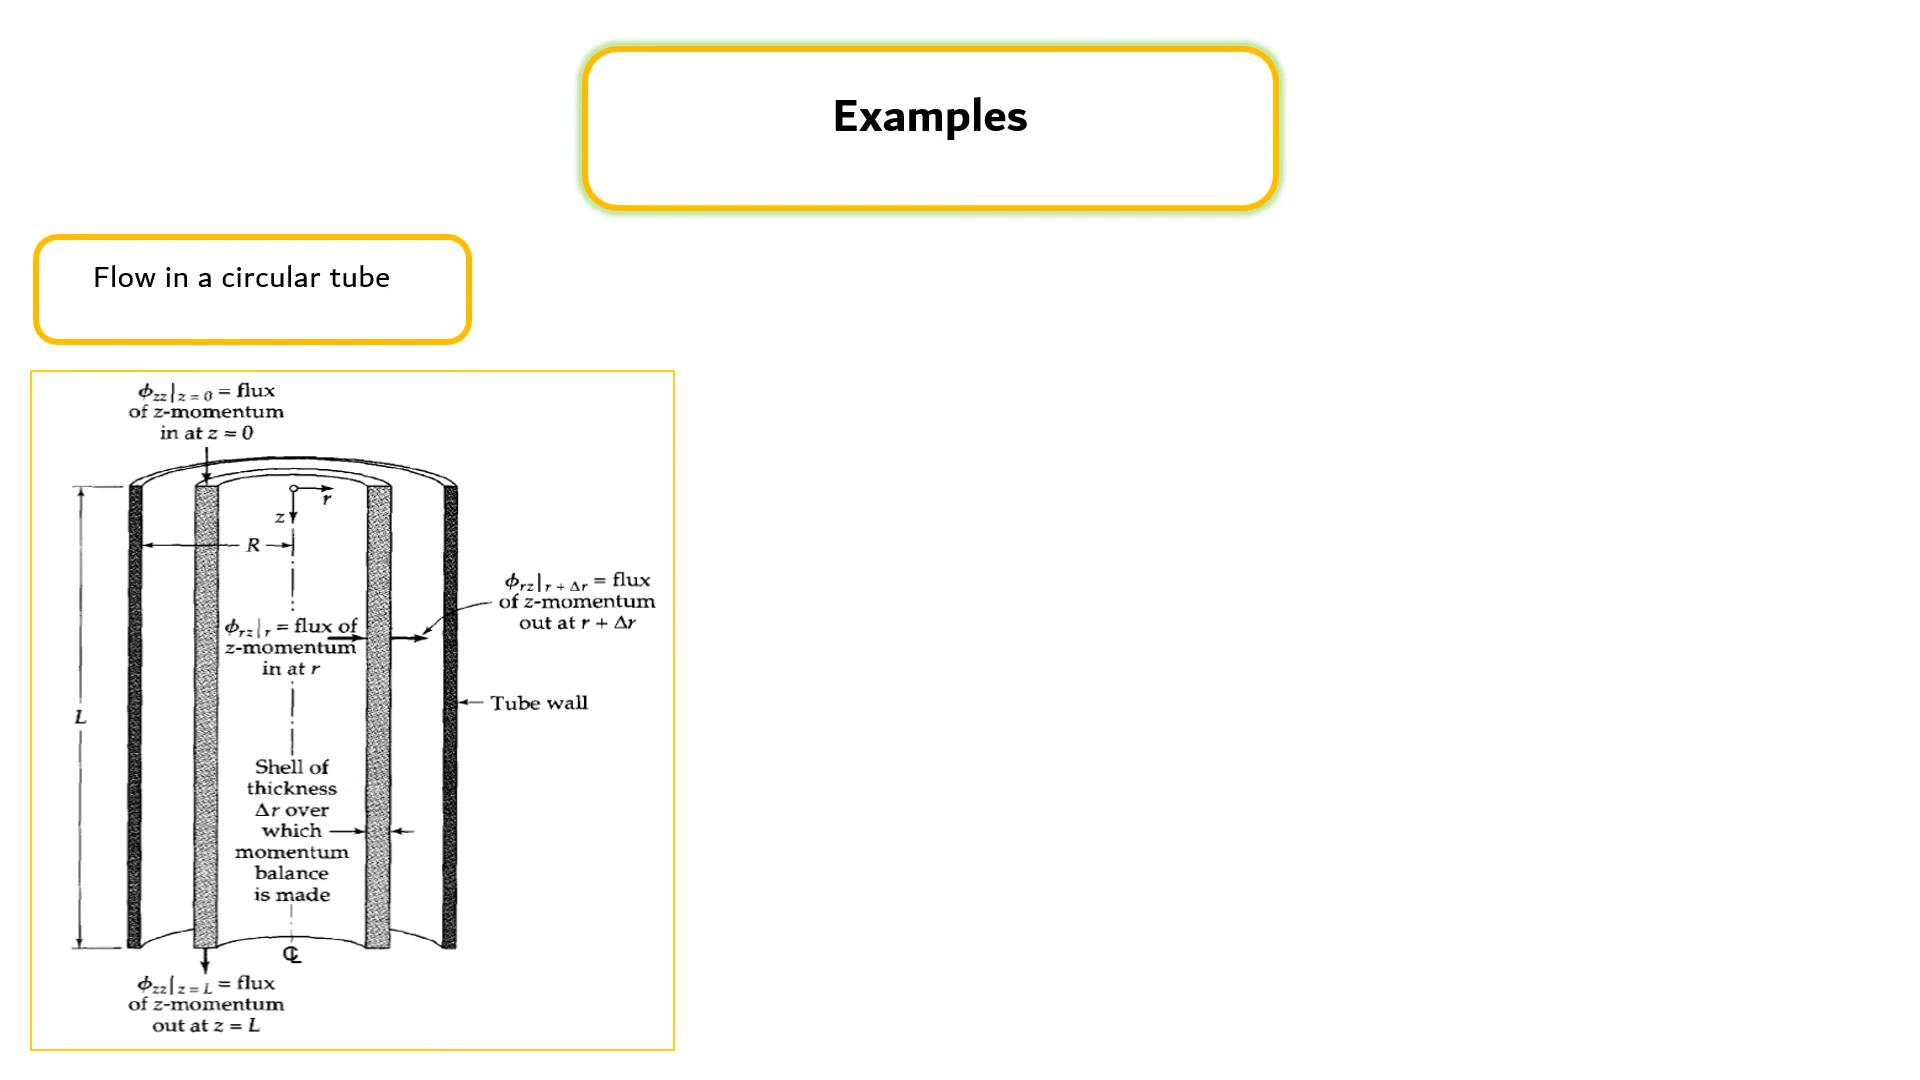 Examples
Flow in a circular tube
ϕzz|z = 0 = flux
of z-momentum
in at z = 0
r
z
R
ϕrz|r + Δr = flux
of z-momentum
out at r + Δr
ϕrz|r = flux of
z-momentum
in at r
Tube wall
L
Shell of
thickness
Δr over
which
momentum
balance
is made
℄
ϕzz|z = L = flux
of z-momentum
out at z = L